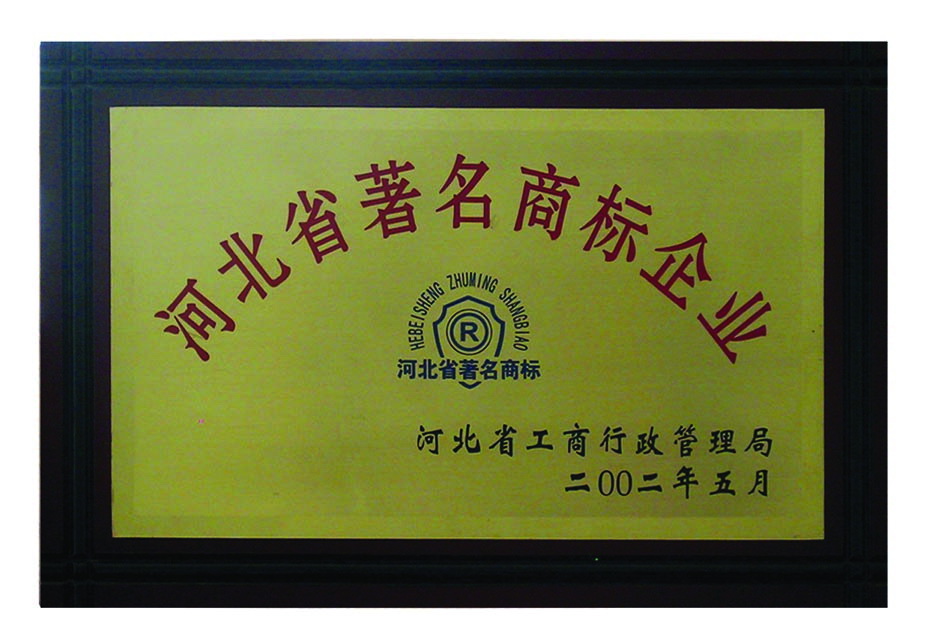 河北省著名商标企业
HEBEISHENG ZHUMING SHANGBIAO
R
河北省著名商标
河北省工商行政管理局
二00二年五月